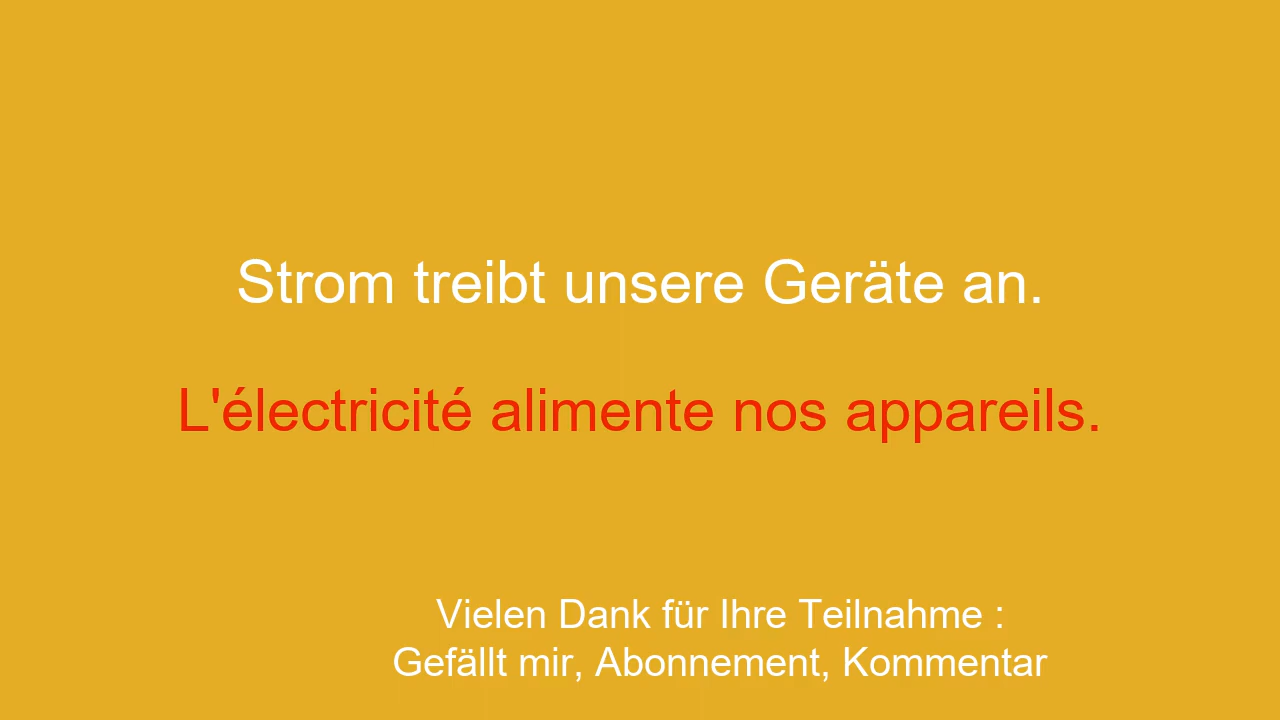 Strom treibt unsere Geräte an.
L'électricité alimente nos appareils.
Vielen Dank für Ihre Teilnahme :
Gefällt mir, Abonnement, Kommentar